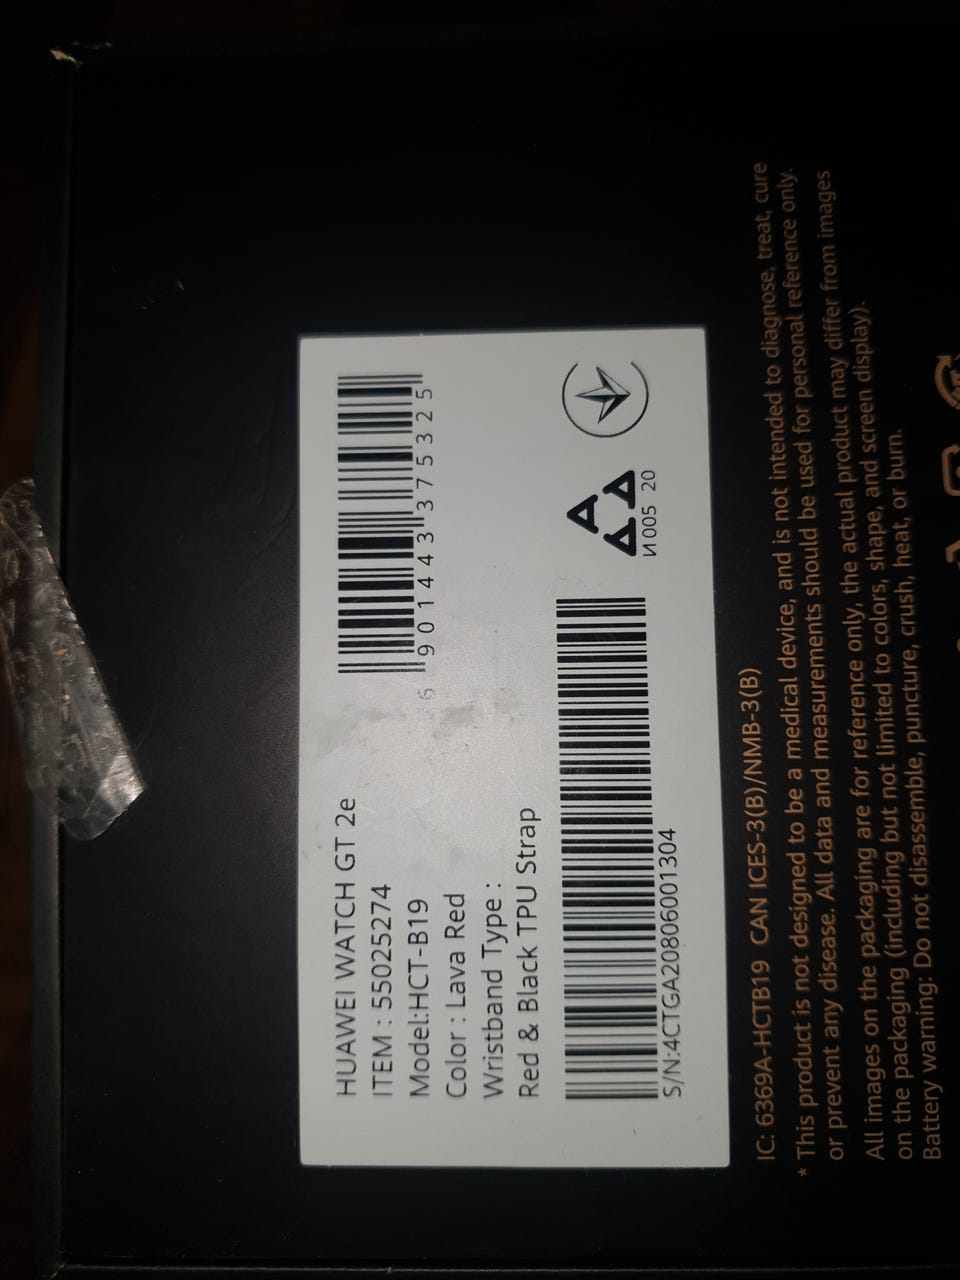 HUAWEI WATCH GT 2e
ITEM : 55025274
Model:HCT-B19
Color : Lava Red
Wristband Type :
Red & Black TPU Strap
6 901443 375325
S/N:4CTGA20806001304
И005 20
IC: 6369A-HCTB19 CAN ICES-3(B)/NMB-3(B)
* This product is not designed to be a medical device, and is not intended to diagnose, treat, cure
or prevent any disease. All data and measurements should be used for personal reference only.
All images on the packaging are for reference only, the actual product may differ from images
on the packaging (including but not limited to colors, shape, and screen display).
Battery warning: Do not disassemble, puncture, crush, heat, or burn.